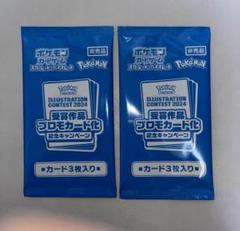 ポケモン
カードゲーム
非売品
Pokémon
ILLUSTRATION
CONTEST 2024
受賞作品
プロモカード化
記念キャンペーン
カード3枚入り
ポケモン
カードゲーム
非売品
Pokémon
ILLUSTRATION
CONTEST 2024
受賞作品
プロモカード化
記念キャンペーン
カード3枚入り